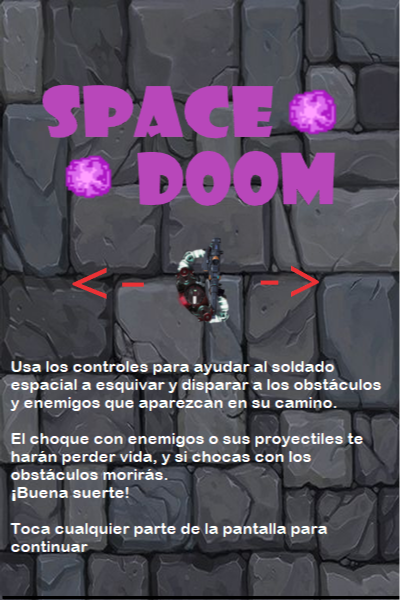 SPACE
DOOM
<- ->
Usa los controles para ayudar al soldado
espacial a esquivar y disparar a los obstáculos
y enemigos que aparezcan en su camino.
El choque con enemigos o sus proyectiles te
harán perder vida, y si chocas con los
obstáculos morirás.
¡Buena suerte!
Toca cualquier parte de la pantalla para
continuar